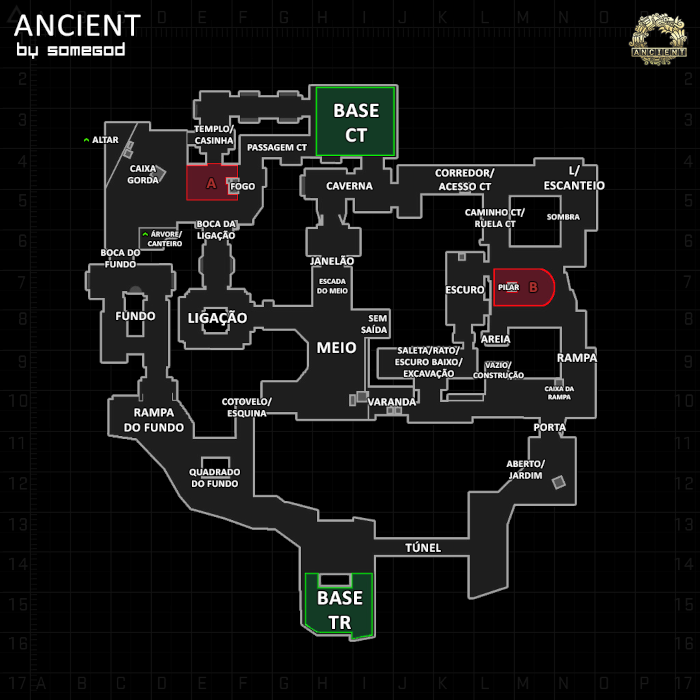 ANCIENT
by somegod
ANCIENT
BASE
CT
TEMPLO/
CASINHA
PASSAGEM CT
ALTAR
CAIXA
GORDA
A
FOGO
CAVERNA
CORREDOR/
ACESSO CT
L/
ESCANTEIO
CAMINHO CT/
RUELA CT
SOMBRA
BOCA DA
LIGAÇÃO
ÁRVORE/
CANTEIRO
BOCA DO
FUNDO
JANELÃO
ESCADA
DO MEIO
ESCURO
PILAR
B
FUNDO
LIGAÇÃO
SEM
SAÍDA
MEIO
AREIA
SALETA/RATO/
ESCURO BAIXO/
EXCAVAÇÃO
VAZIO/
CONSTRUÇÃO
RAMPA
CAIXA DA
RAMPA
COTOVELO/
ESQUINA
VARANDA
RAMPA
DO FUNDO
PORTA
QUADRADO
DO FUNDO
ABERTO/
JARDIM
TÚNEL
BASE
TR
2
3
4
5
6
7
8
9
10
11
12
13
14
15
16
17
A B C D E F G H I J K L M N O 17